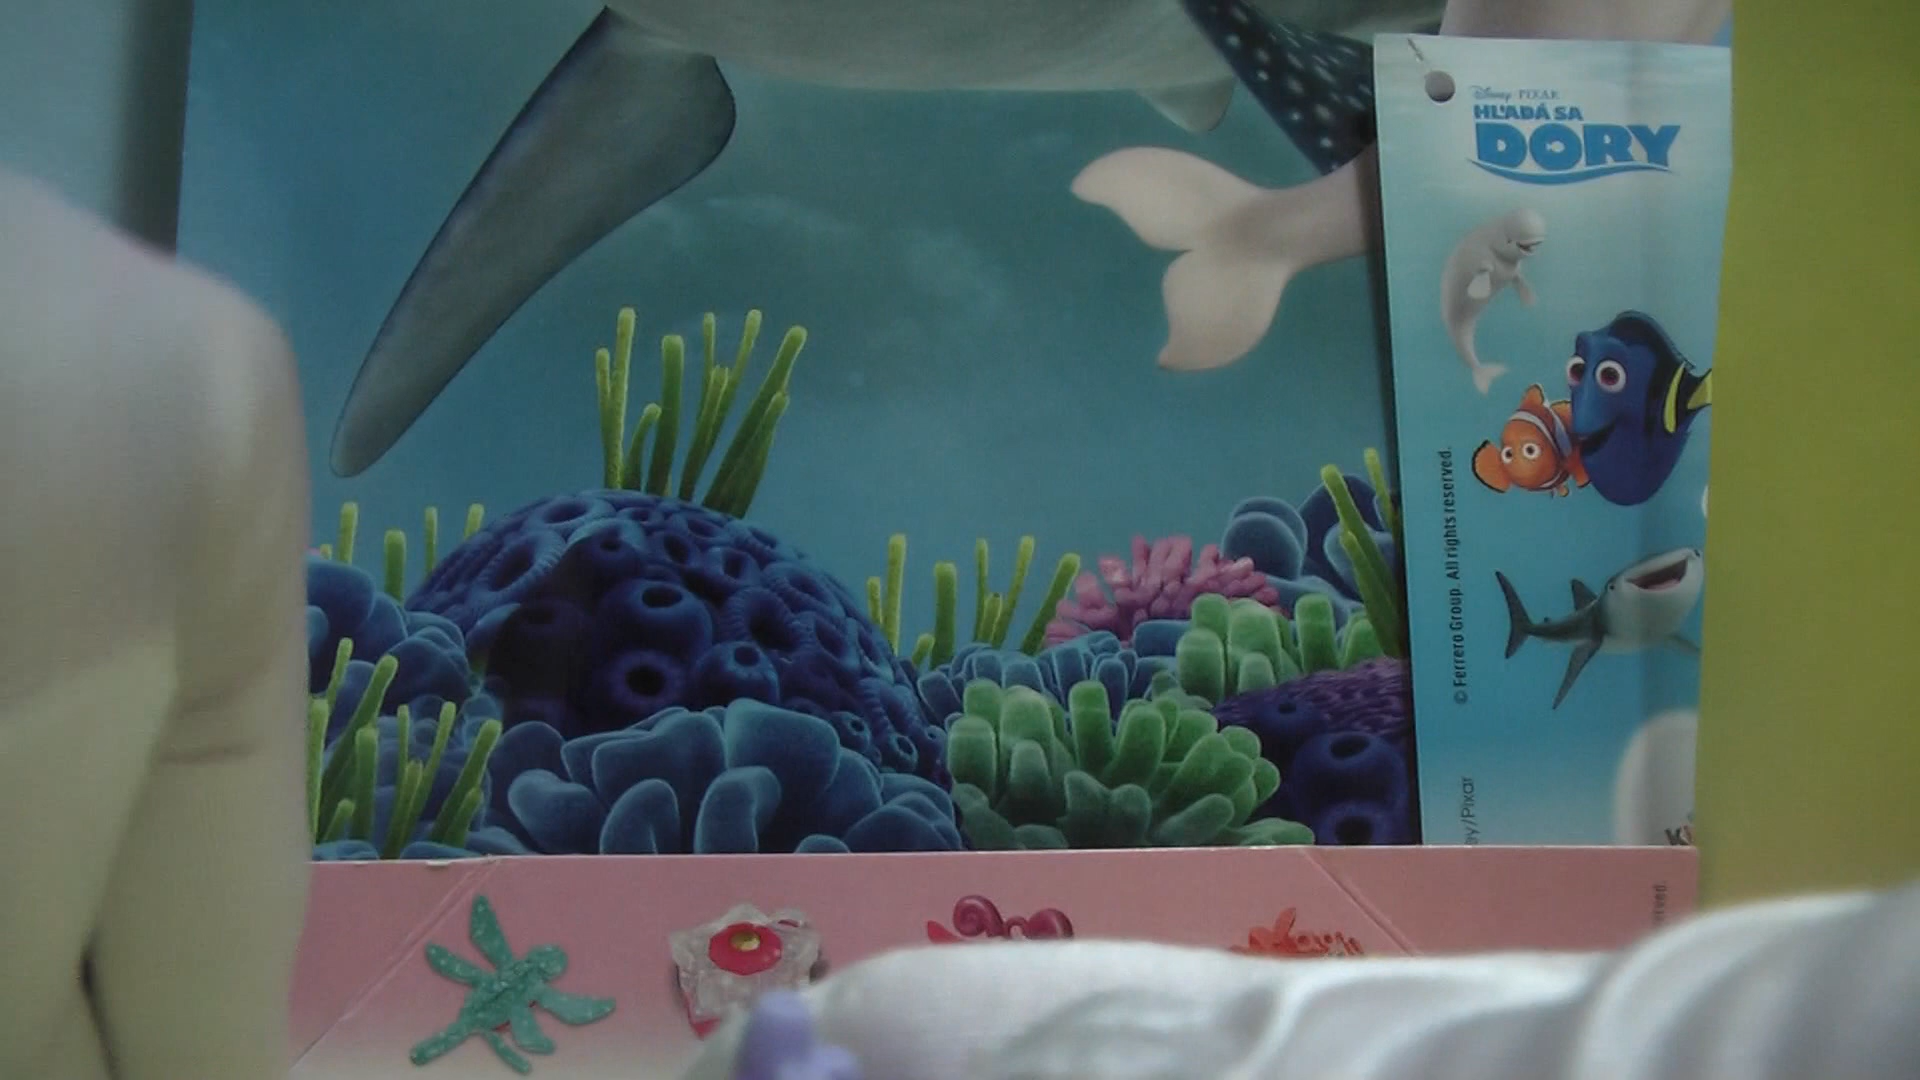 Disney PIXAR
HĽADÁ SA
DORY
© Ferrero Group. All rights reserved.